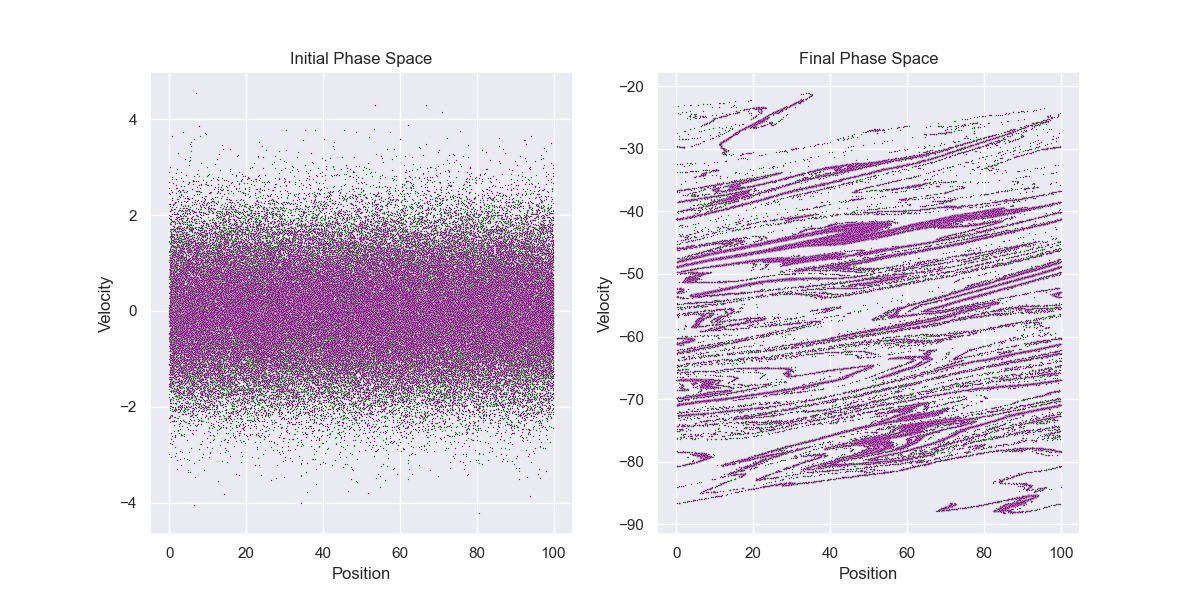 Initial Phase Space
4
2
0
−2
−4
Velocity
0 20 40 60 80 100
Position
Final Phase Space
−20
−30
−40
−50
−60
−70
−80
−90
Velocity
0 20 40 60 80 100
Position